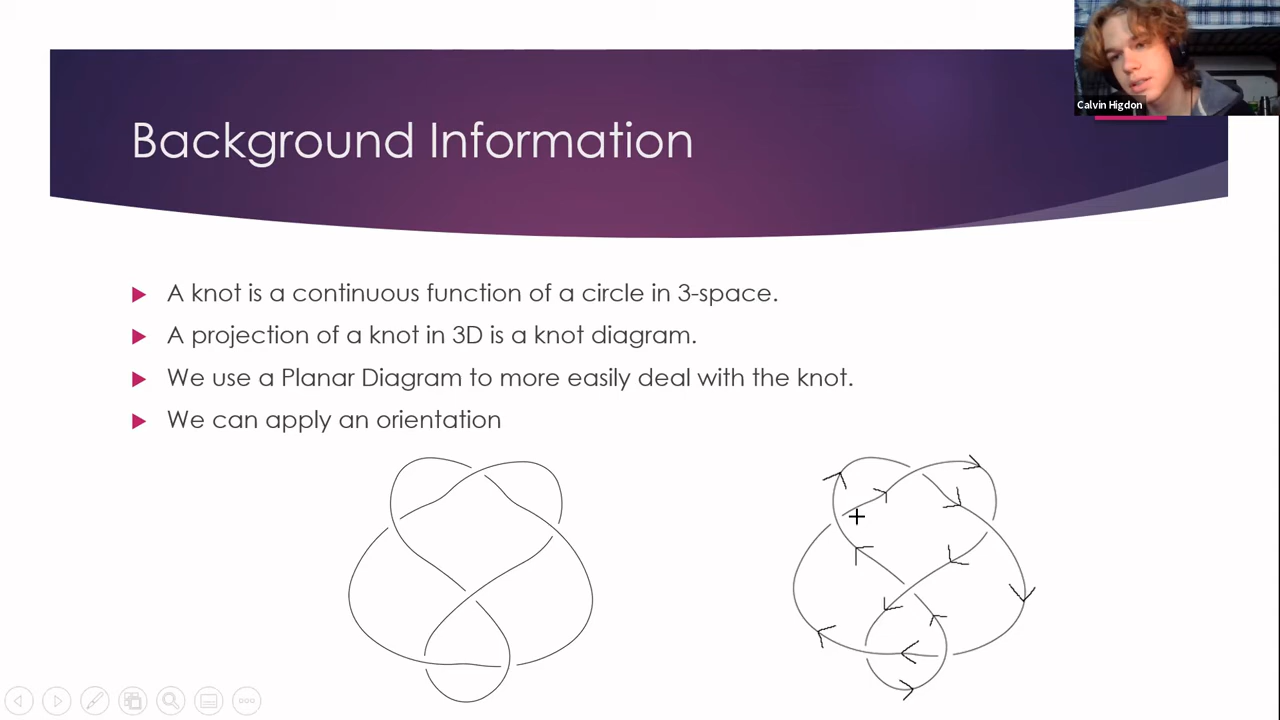 Calvin Higdon
Background Information
A knot is a continuous function of a circle in 3-space.
A projection of a knot in 3D is a knot diagram.
We use a Planar Diagram to more easily deal with the knot.
We can apply an orientation